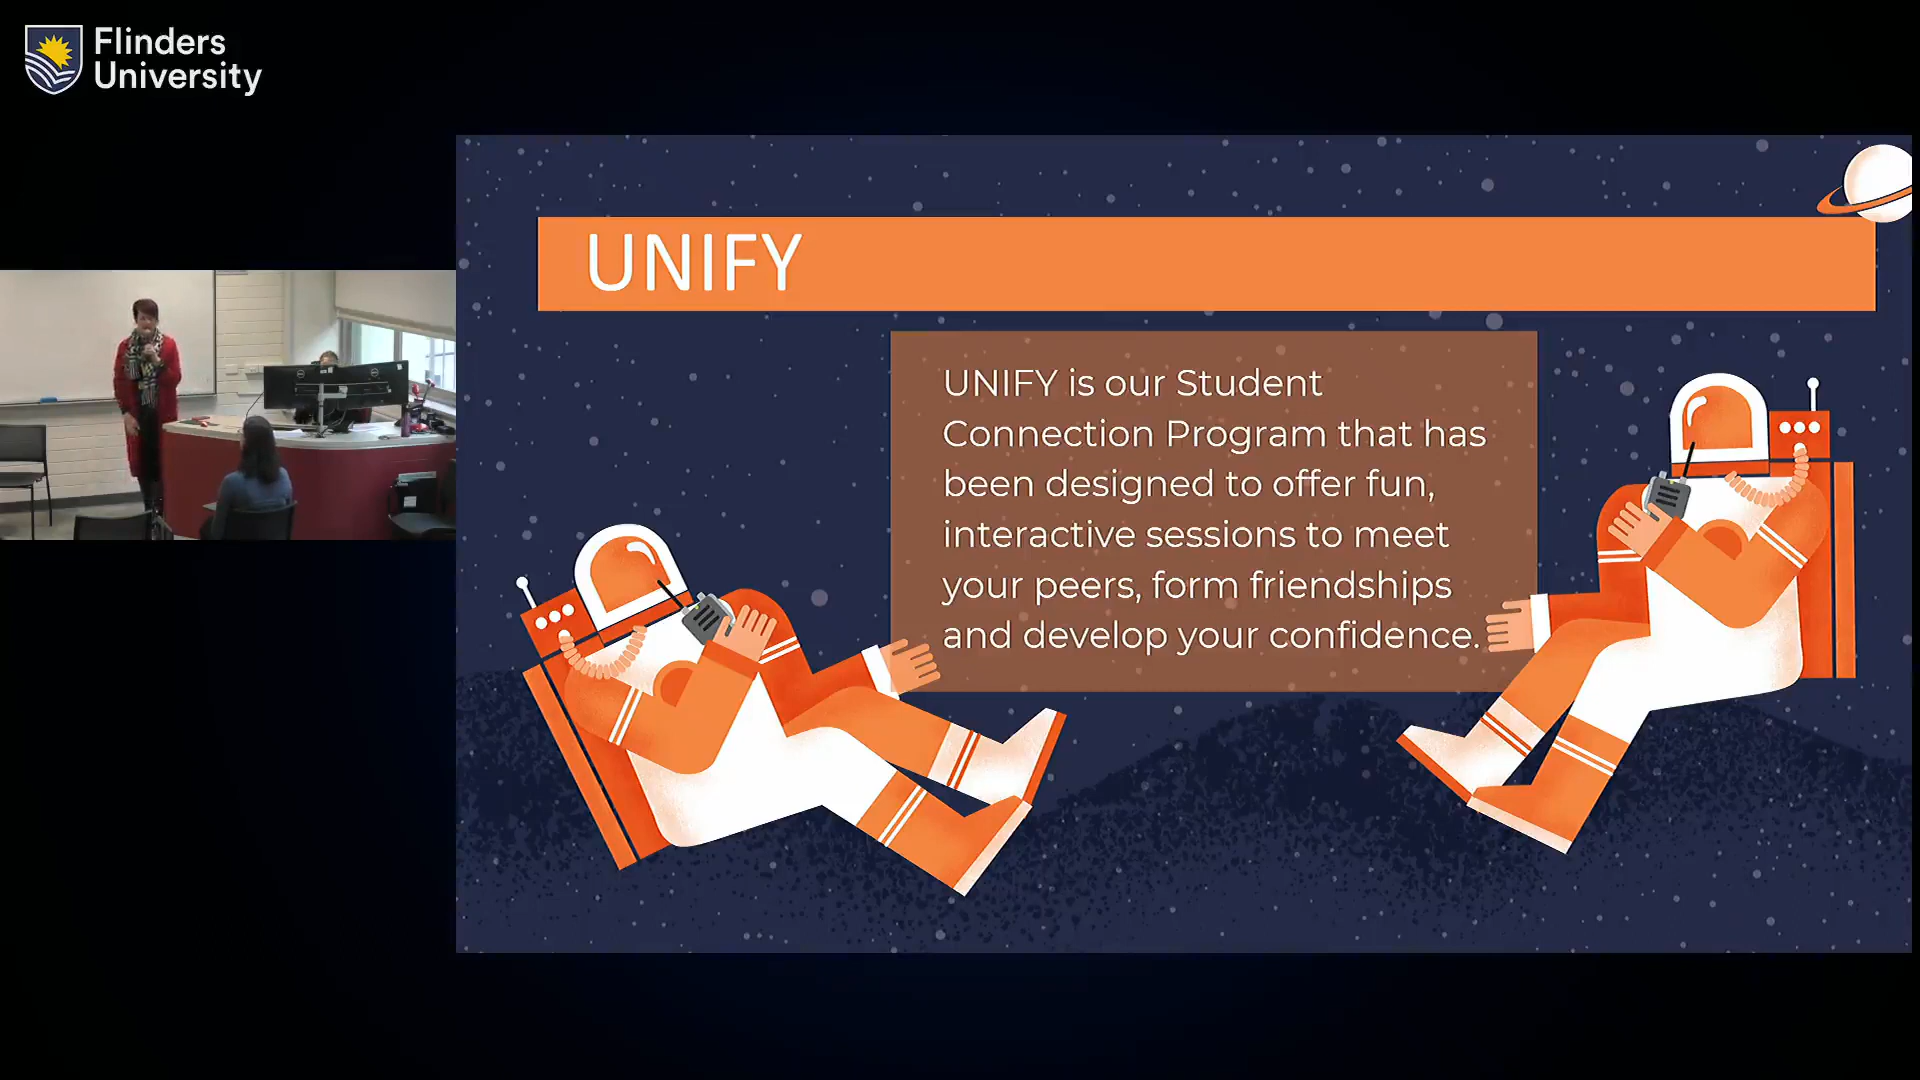 Flinders
University
UNIFY
UNIFY is our Student
Connection Program that has
been designed to offer fun,
interactive sessions to meet
your peers, form friendships
and develop your confidence.